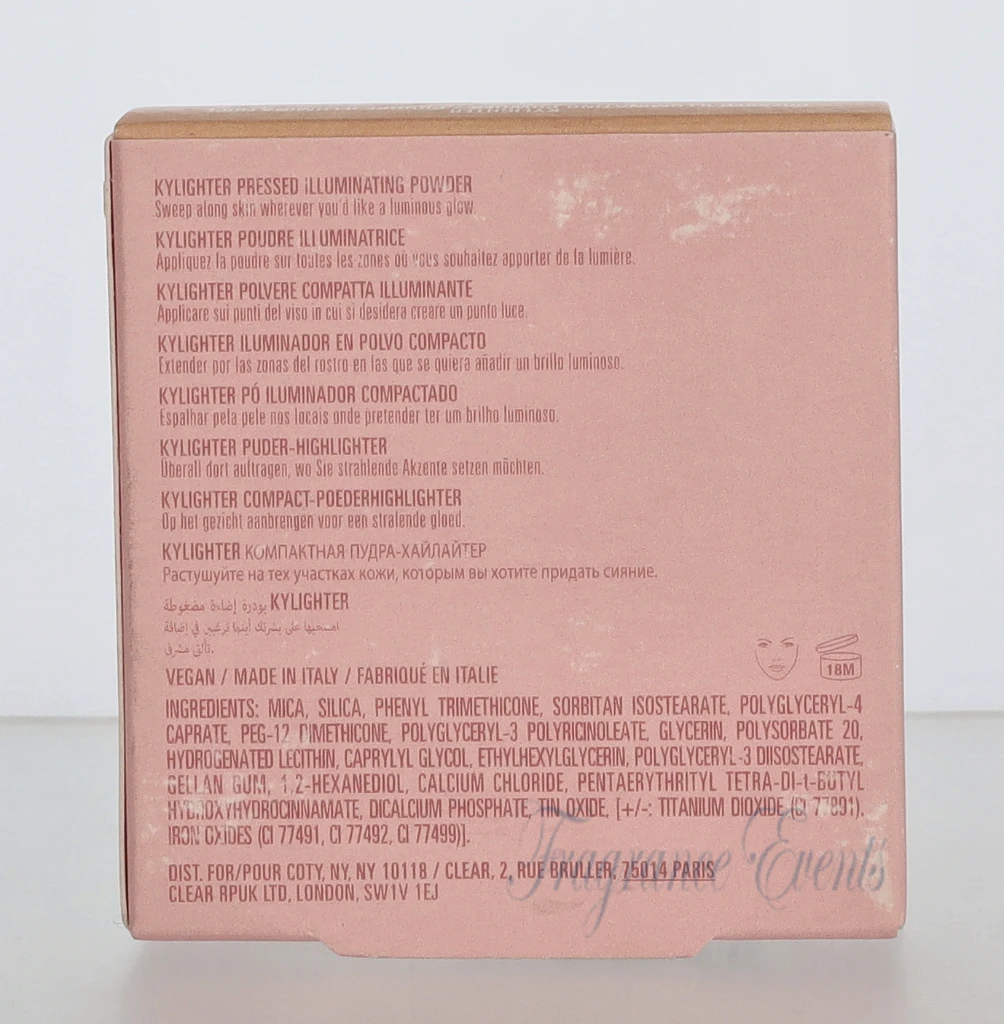 KYLIGHTER PRESSED ILLUMINATING POWDER
Sweep along skin wherever you'd like a luminous glow.
KYLIGHTER POUDRE ILLUMINATRICE
Appliquez la poudre sur toutes les zones où vous souhaitez apporter de la lumière.
KYLIGHTER POLVERE COMPATTA ILLUMINANTE
Applicare sui punti del viso in cui si desidera creare un punto luce.
KYLIGHTER ILUMINADOR EN POLVO COMPACTO
Extender por las zonas del rostro en las que se quiera añadir un brillo luminoso.
KYLIGHTER PÓ ILUMINADOR COMPACTADO
Espalhar pela pele nos locais onde pretender ter um brilho luminoso.
KYLIGHTER PUDER-HIGHLIGHTER
Überall dort auftragen, wo Sie strahlende Akzente setzen möchten.
KYLIGHTER COMPACT-POEDERHIGHLIGHTER
Op het gezicht aanbrengen voor een stralende gloed.
KYLIGHTER КОМПАКТНАЯ ПУДРА-ХАЙЛАЙТЕР
Растушуйте на тех участках кожи, которым вы хотите придать сияние.
KYLIGHTER بودرة إضاءة مضغوطة
امسحيها على بشرتك أينما ترغبين في إضافة
تألق مشرق.
VEGAN / MADE IN ITALY / FABRIQUÉ EN ITALIE
18M
INGREDIENTS: MICA, SILICA, PHENYL TRIMETHICONE, SORBITAN ISOSTEARATE, POLYGLYCERYL-4
CAPRATE, PEG-12 DIMETHICONE, POLYGLYCERYL-3 POLYRICINOLEATE, GLYCERIN, POLYSORBATE 20,
HYDROGENATED LECITHIN, CAPRYLYL GLYCOL, ETHYLHEXYLGLYCERIN, POLYGLYCERYL-3 DIISOSTEARATE,
GELLAN GUM, 1,2-HEXANEDIOL, CALCIUM CHLORIDE, PENTAERYTHRITYL TETRA-DI-t-BUTYL
HYDROXYHYDROCINNAMATE, DICALCIUM PHOSPHATE, TIN OXIDE, [+/-: TITANIUM DIOXIDE (CI 77891),
IRON OXIDES (CI 77491, CI 77492, CI 77499)].
DIST. FOR/POUR COTY, NY, NY 10118 / CLEAR, 2, RUE BRULLER, 75014 PARIS
CLEAR RPUK LTD, LONDON, SW1V 1EJ
Fragrance Events